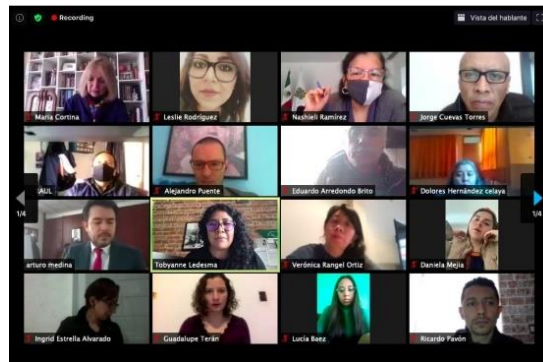 Recording
Vista del hablante
María Cortina
Leslie Rodríguez
Nashieli Ramírez
Jorge Cuevas Torres
RAUL
Alejandro Puente
Eduardo Arredondo Brito
Dolores Hernández celaya
1/4
1/4
arturo medina
Tobyanne Ledesma
Verónica Rangel Ortiz
Daniela Mejía
Ingrid Estrella Alvarado
Guadalupe Terán
Lucía Baez
Ricardo Pavón